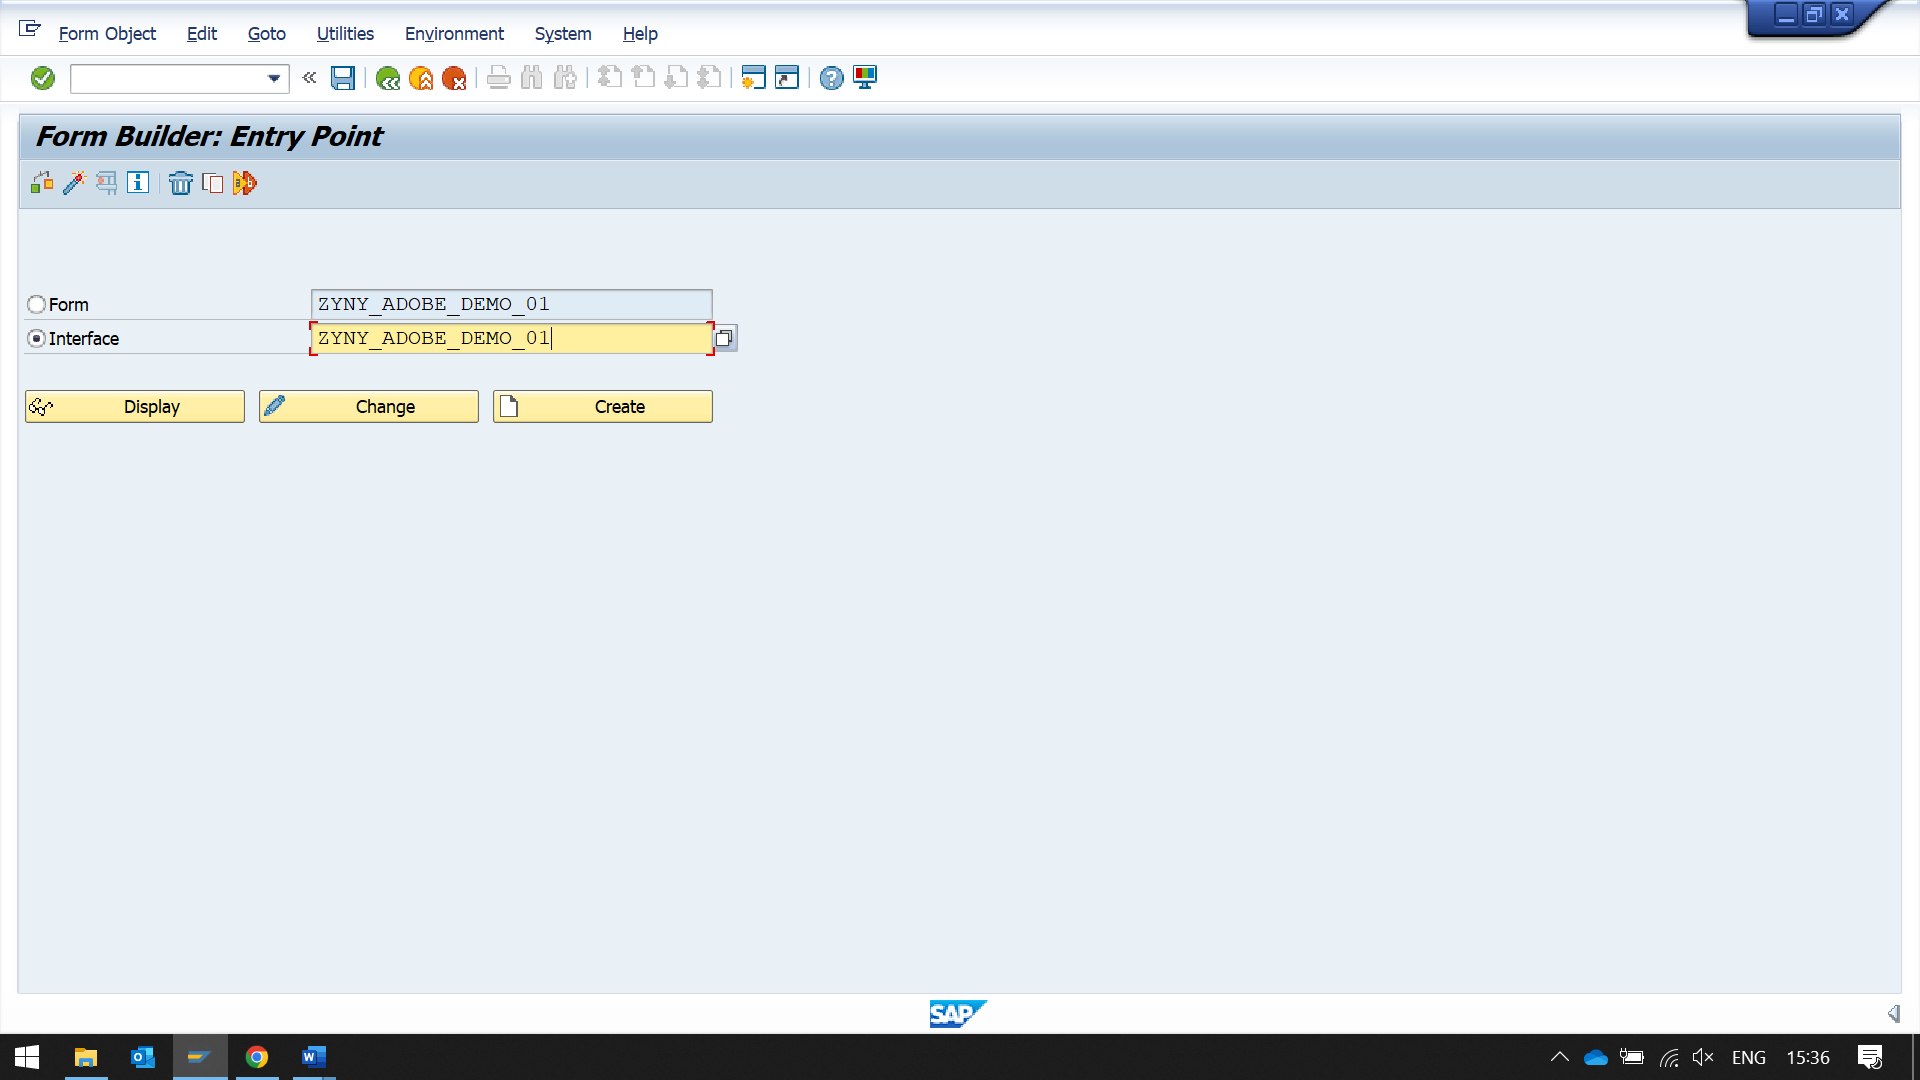 Form Object Edit Goto Utilities Environment System Help
Form Builder: Entry Point
Form ZYNY_ADOBE_DEMO_01
Interface ZYNY_ADOBE_DEMO_01
Display Change Create
SAP
ENG 15:36